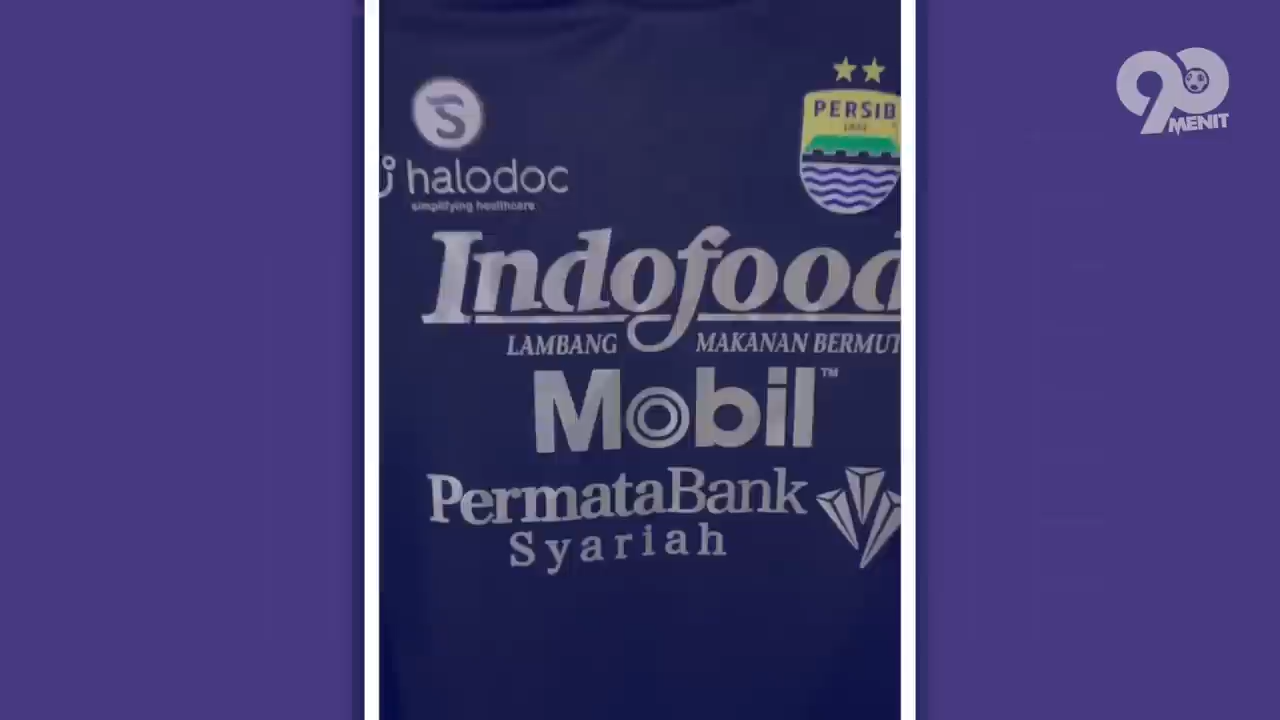 90
MENIT
PERSIB
halodoc
simplifying healthcare
Indofood
LAMBANG MAKANAN BERMUT
Mobil™
PermataBank
Syariah